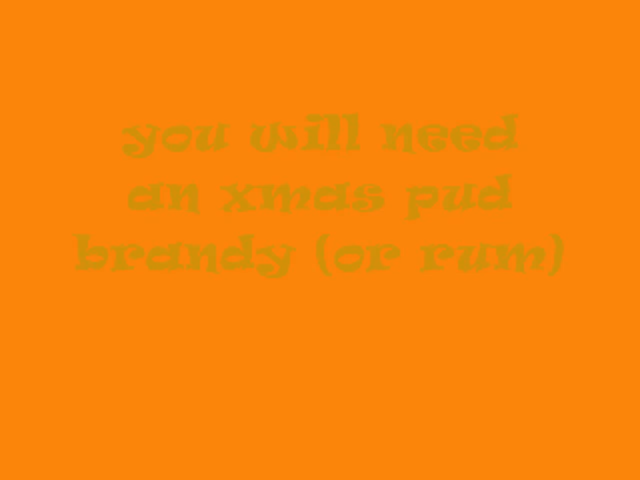 you will need
an xmas pud
brandy (or rum)